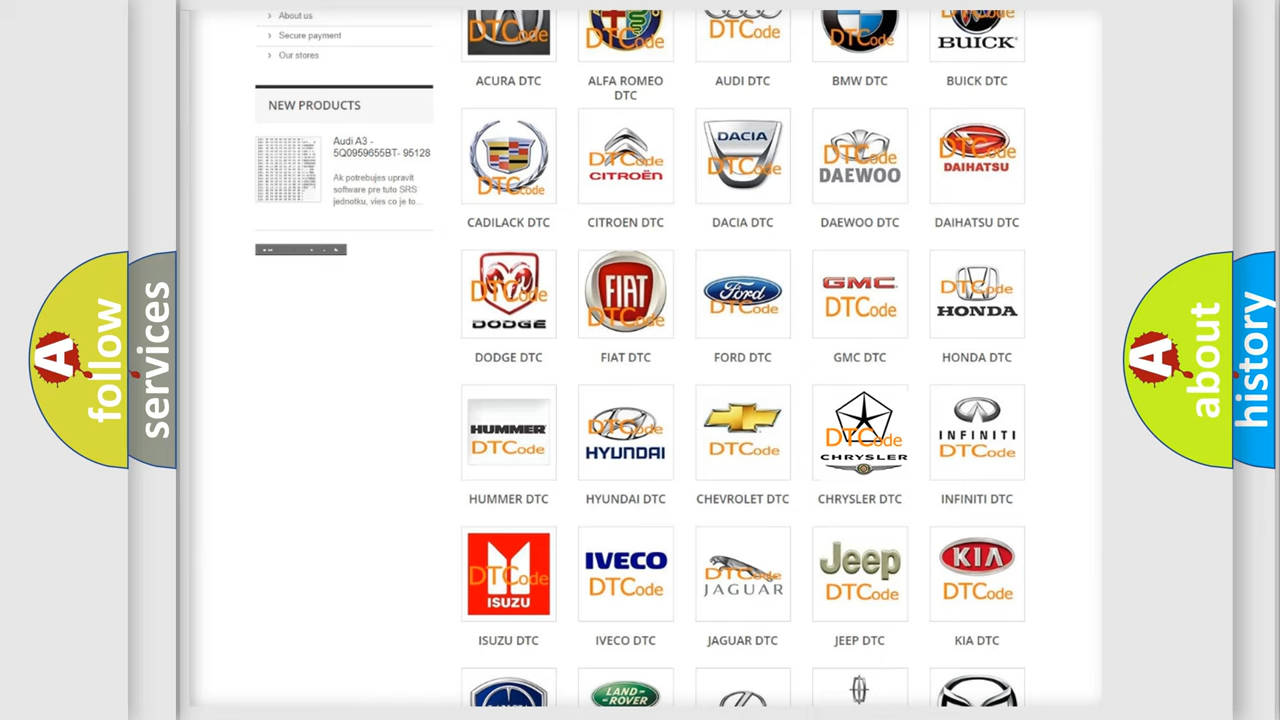 About us
Secure payment
Our stores
NEW PRODUCTS
Audi A3 -
5Q0959655BT- 95128
Ak potrebujes upravit
software pre tuto SRS
jednotku, vies co je to...
DTCode DTCode DTCode DTCode BUICK
ACURA DTC ALFA ROMEO DTC AUDI DTC BMW DTC BUICK DTC
DTCcode
DTCode CITROËN
DACIA DTCode
DTCode DAEWOO
DTCode DAIHATSU
CADILACK DTC CITROEN DTC DACIA DTC DAEWOO DTC DAIHATSU DTC
DTCode DODGE
FIAT DTCode
Ford DTCode
GMC DTCode
DTCode HONDA
DODGE DTC FIAT DTC FORD DTC GMC DTC HONDA DTC
HUMMER DTCode
DTCode HYUNDAI
DTCode
DTCode CHRYSLER
INFINITI DTCode
HUMMER DTC HYUNDAI DTC CHEVROLET DTC CHRYSLER DTC INFINITI DTC
DTCode ISUZU
IVECO DTCode
DTCode JAGUAR
Jeep DTCode
KIA DTCode
ISUZU DTC IVECO DTC JAGUAR DTC JEEP DTC KIA DTC
LAND-
ROVER
A follow
services
A about
history